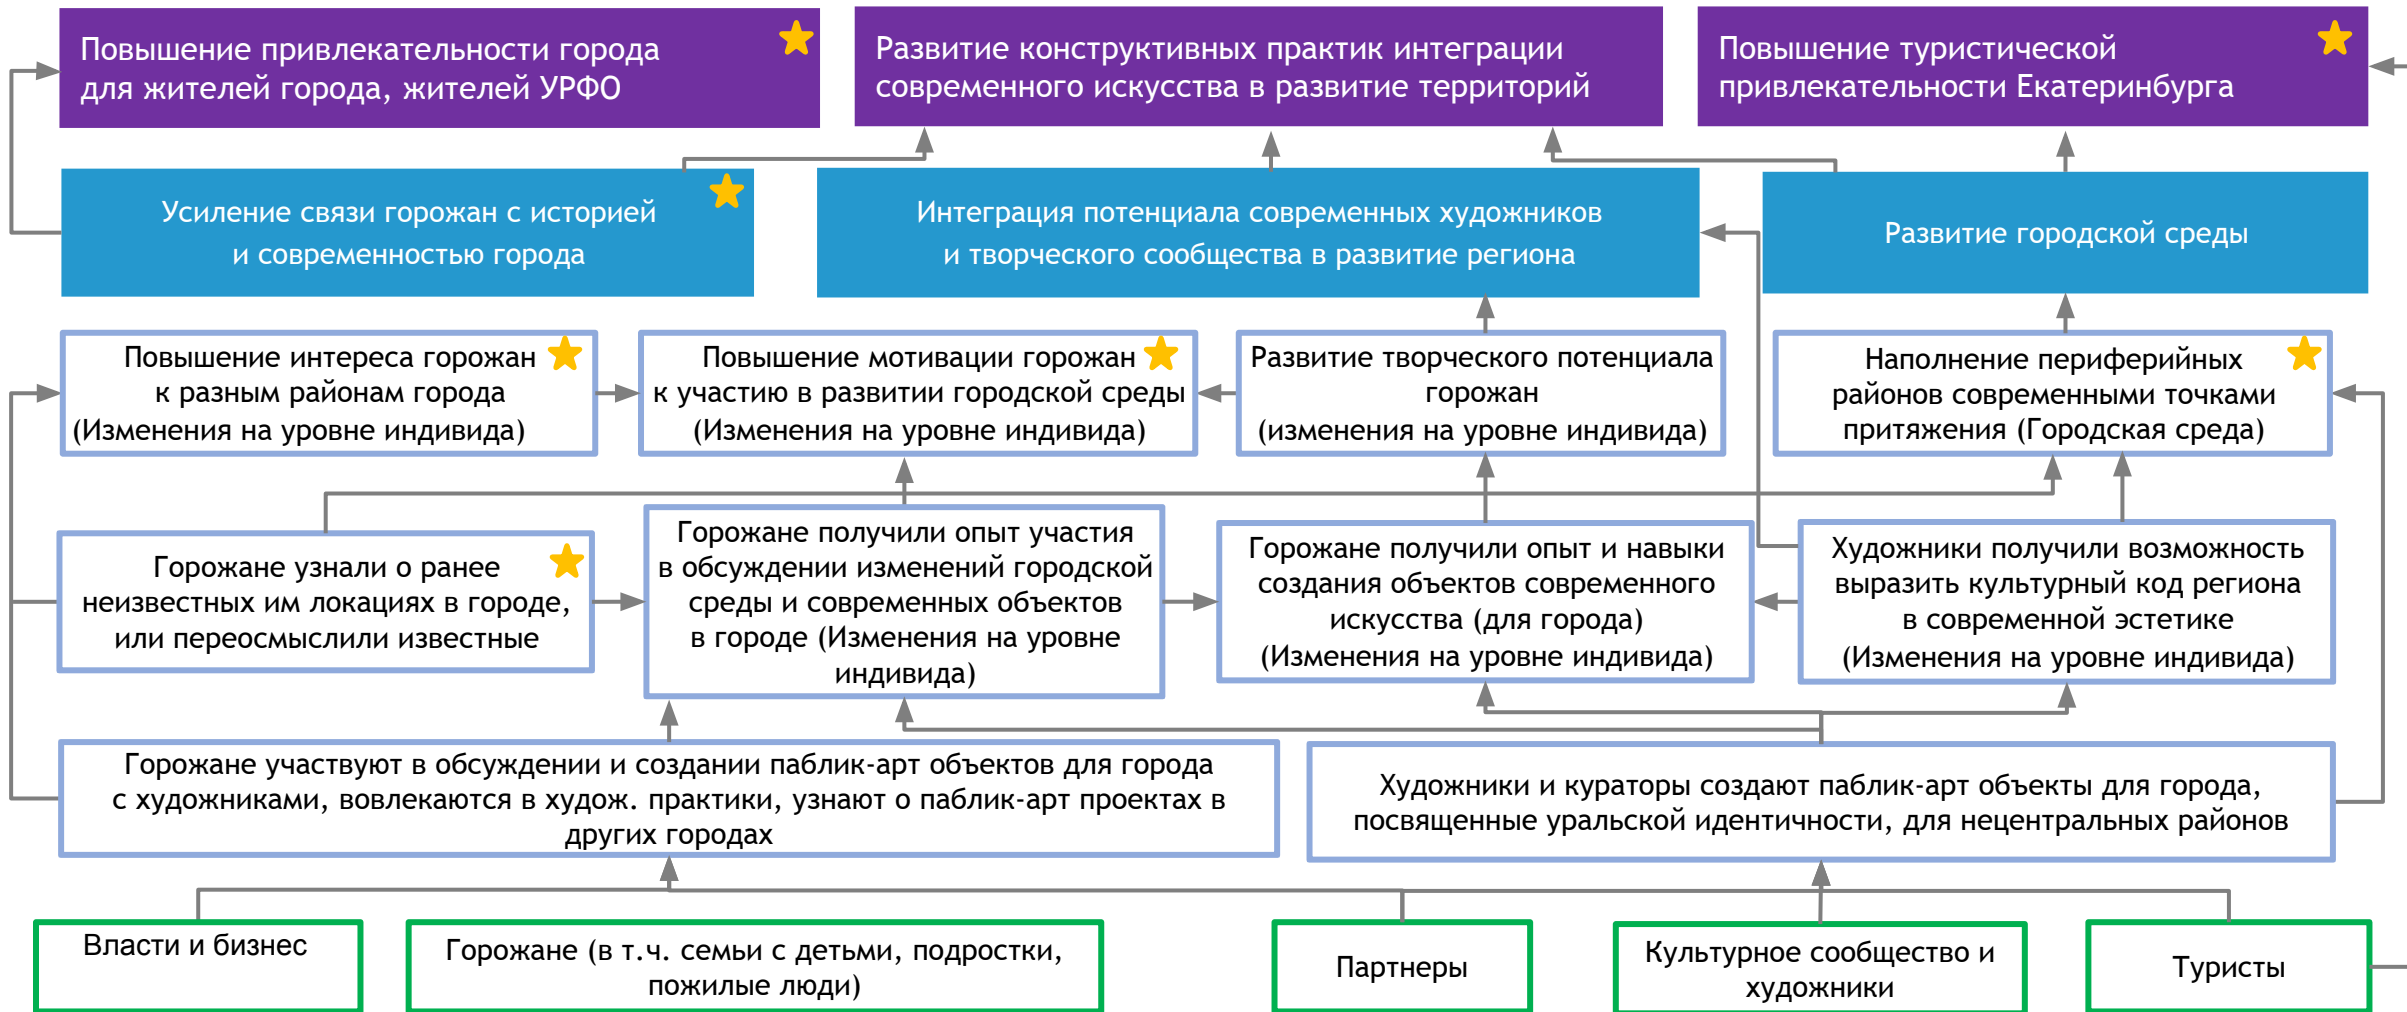 Повышение привлекательности города
для жителей города, жителей УРФО
Развитие конструктивных практик интеграции
современного искусства в развитие территорий
Повышение туристической
привлекательности Екатеринбурга
Усиление связи горожан с историей
и современностью города
Интеграция потенциала современных художников
и творческого сообщества в развитие региона
Развитие городской среды
Повышение интереса горожан
к разным районам города
(Изменения на уровне индивида)
Повышение мотивации горожан
к участию в развитии городской среды
(Изменения на уровне индивида)
Развитие творческого потенциала
горожан
(изменения на уровне индивида)
Наполнение периферийных
районов современными точками
притяжения (Городская среда)
Горожане узнали о ранее
неизвестных им локациях в городе,
или переосмыслили известные
Горожане получили опыт участия
в обсуждении изменений городской
среды и современных объектов
в городе (Изменения на уровне
индивида)
Горожане получили опыт и навыки
создания объектов современного
искусства (для города)
(Изменения на уровне индивида)
Художники получили возможность
выразить культурный код региона
в современной эстетике
(Изменения на уровне индивида)
Горожане участвуют в обсуждении и создании паблик-арт объектов для города
с художниками, вовлекаются в худож. практики, узнают о паблик-арт проектах в
других городах
Художники и кураторы создают паблик-арт объекты для города,
посвященные уральской идентичности, для нецентральных районов
Власти и бизнес
Горожане (в т.ч. семьи с детьми, подростки,
пожилые люди)
Партнеры
Культурное сообщество и
художники
Туристы